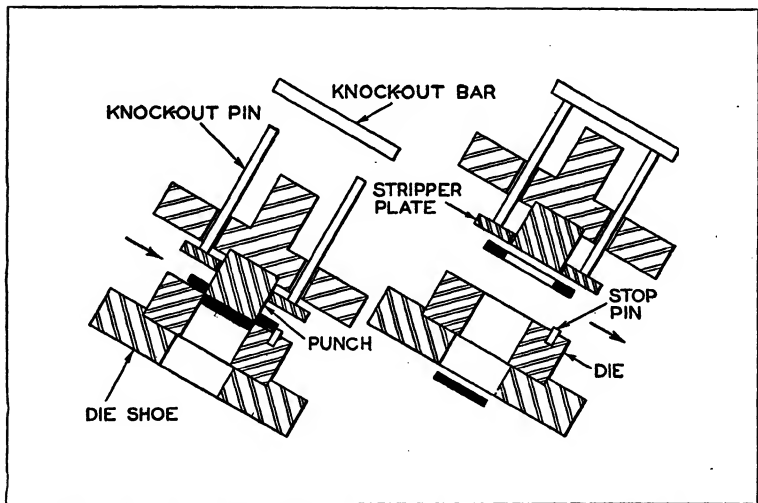 KNOCKOUT BAR
KNOCKOUT PIN
STRIPPER
PLATE
STOP
PIN
PUNCH
DIE
DIE SHOE